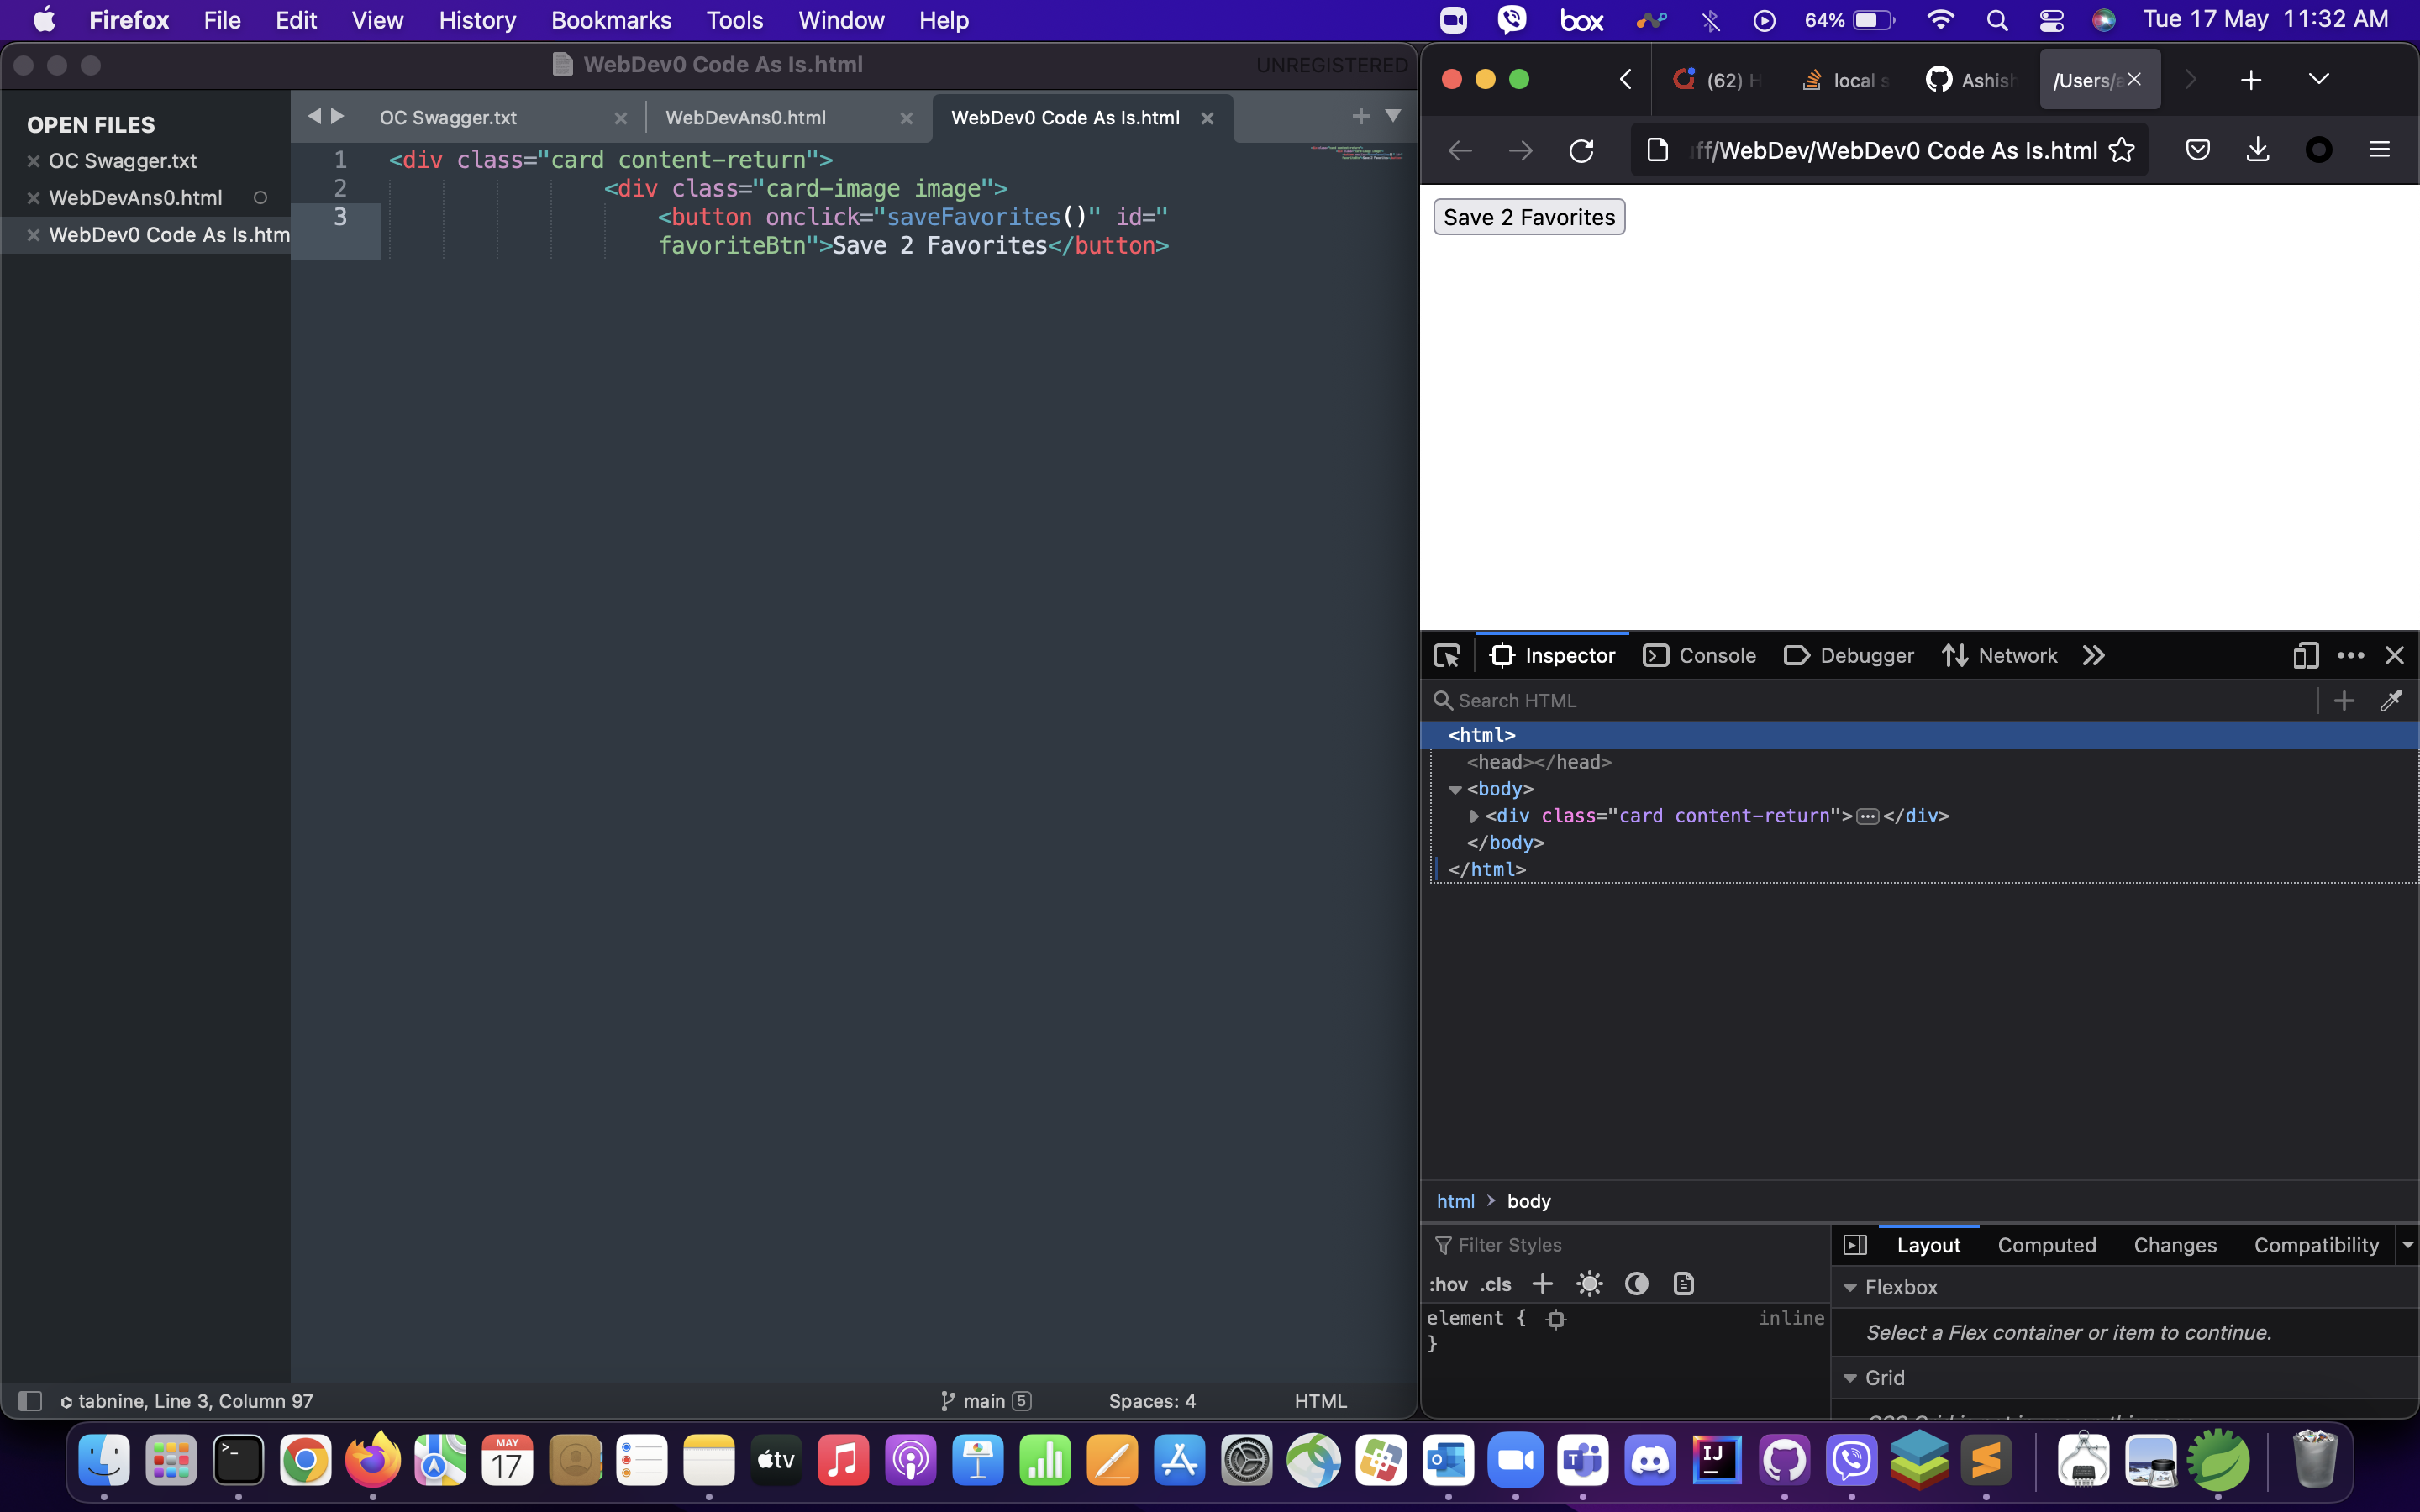 Firefox File Edit View History Bookmarks Tools Window Help
box 64% Tue 17 May 11:32 AM
WebDev0 Code As Is.html UNREGISTERED
OPEN FILES
OC Swagger.txt
WebDevAns0.html
WebDev0 Code As Is.htm
OC Swagger.txt WebDevAns0.html WebDev0 Code As Is.html
1 <div class="card content-return">
2 <div class="card-image image">
3 <button onclick="saveFavorites()" id="
favoriteBtn">Save 2 Favorites</button>
tabnine, Line 3, Column 97 main 5 Spaces: 4 HTML
(62) H local s Ashish /Users/a
ff/WebDev/WebDev0 Code As Is.html
Save 2 Favorites
Inspector Console Debugger Network
Search HTML
<html>
<head></head>
<body>
<div class="card content-return">…</div>
</body>
</html>
html > body
Filter Styles
:hov .cls
element { inline
}
Layout Computed Changes Compatibility
Flexbox
Select a Flex container or item to continue.
Grid
MAY
17
tv
IJ